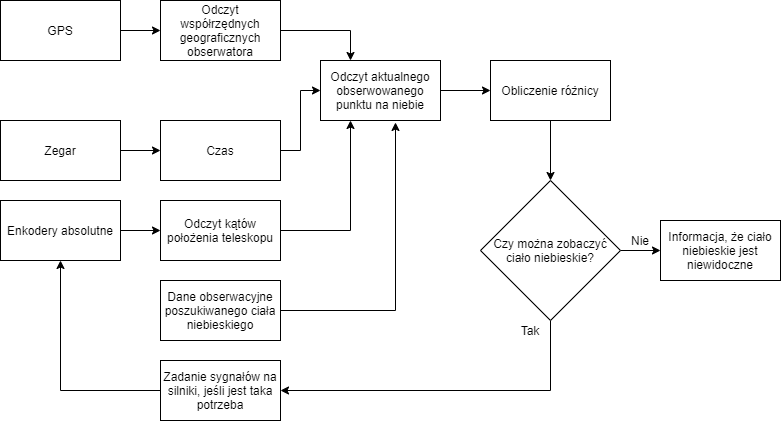 GPS
Odczyt
współrzędnych
geograficznych
obserwatora
Odczyt aktualnego
obserwowanego
punktu na niebie
Obliczenie różnicy
Zegar
Czas
Enkodery absolutne
Odczyt kątów
położenia teleskopu
Czy można zobaczyć
ciało niebieskie?
Nie
Informacja, że ciało
niebieskie jest
niewidoczne
Dane obserwacyjne
poszukiwanego ciała
niebieskiego
Tak
Zadanie sygnałów na
silniki, jeśli jest taka
potrzeba